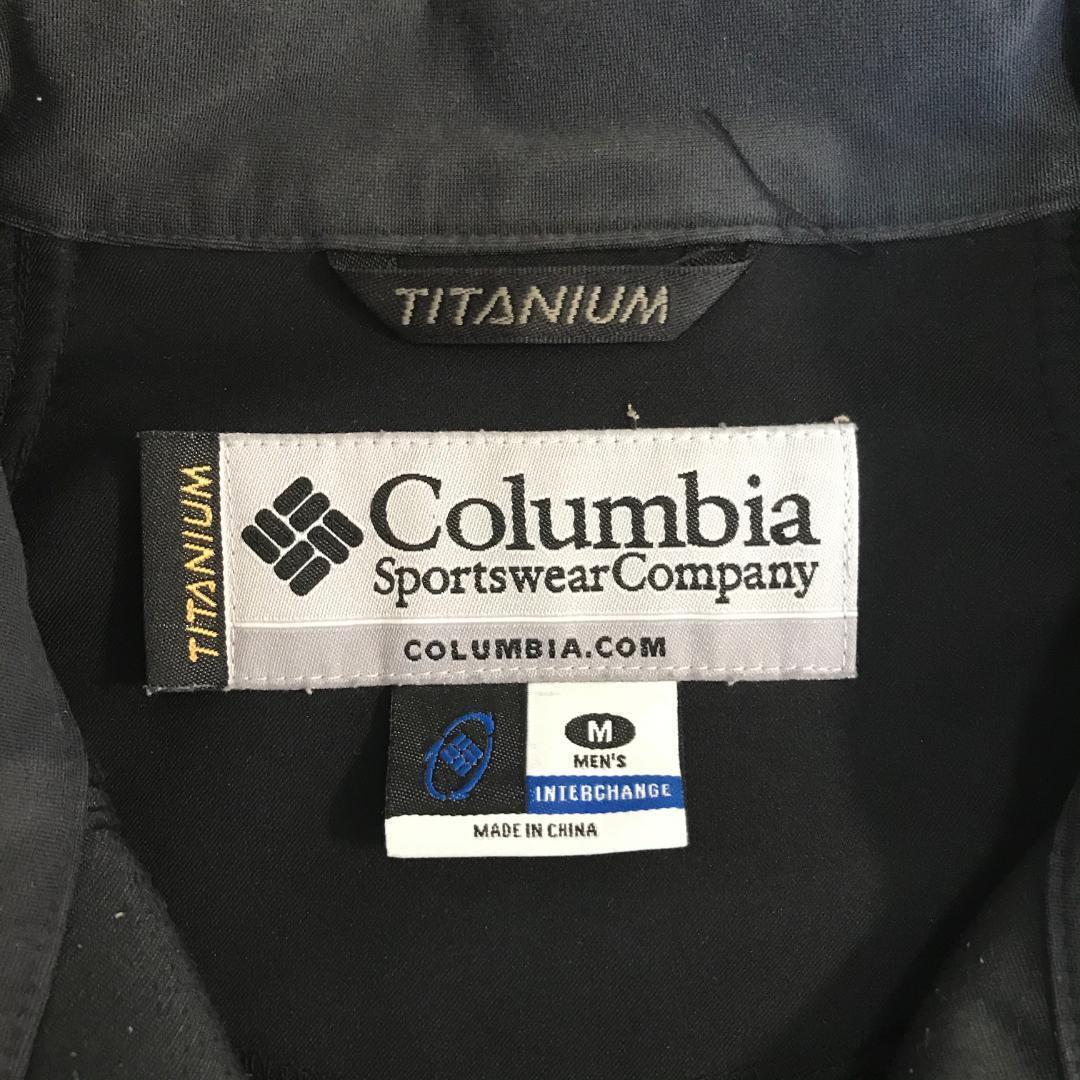 TITANIUM
TITANIUM
Columbia
SportswearCompany
COLUMBIA.COM
M
MEN'S
INTERCHANGE
MADE IN CHINA